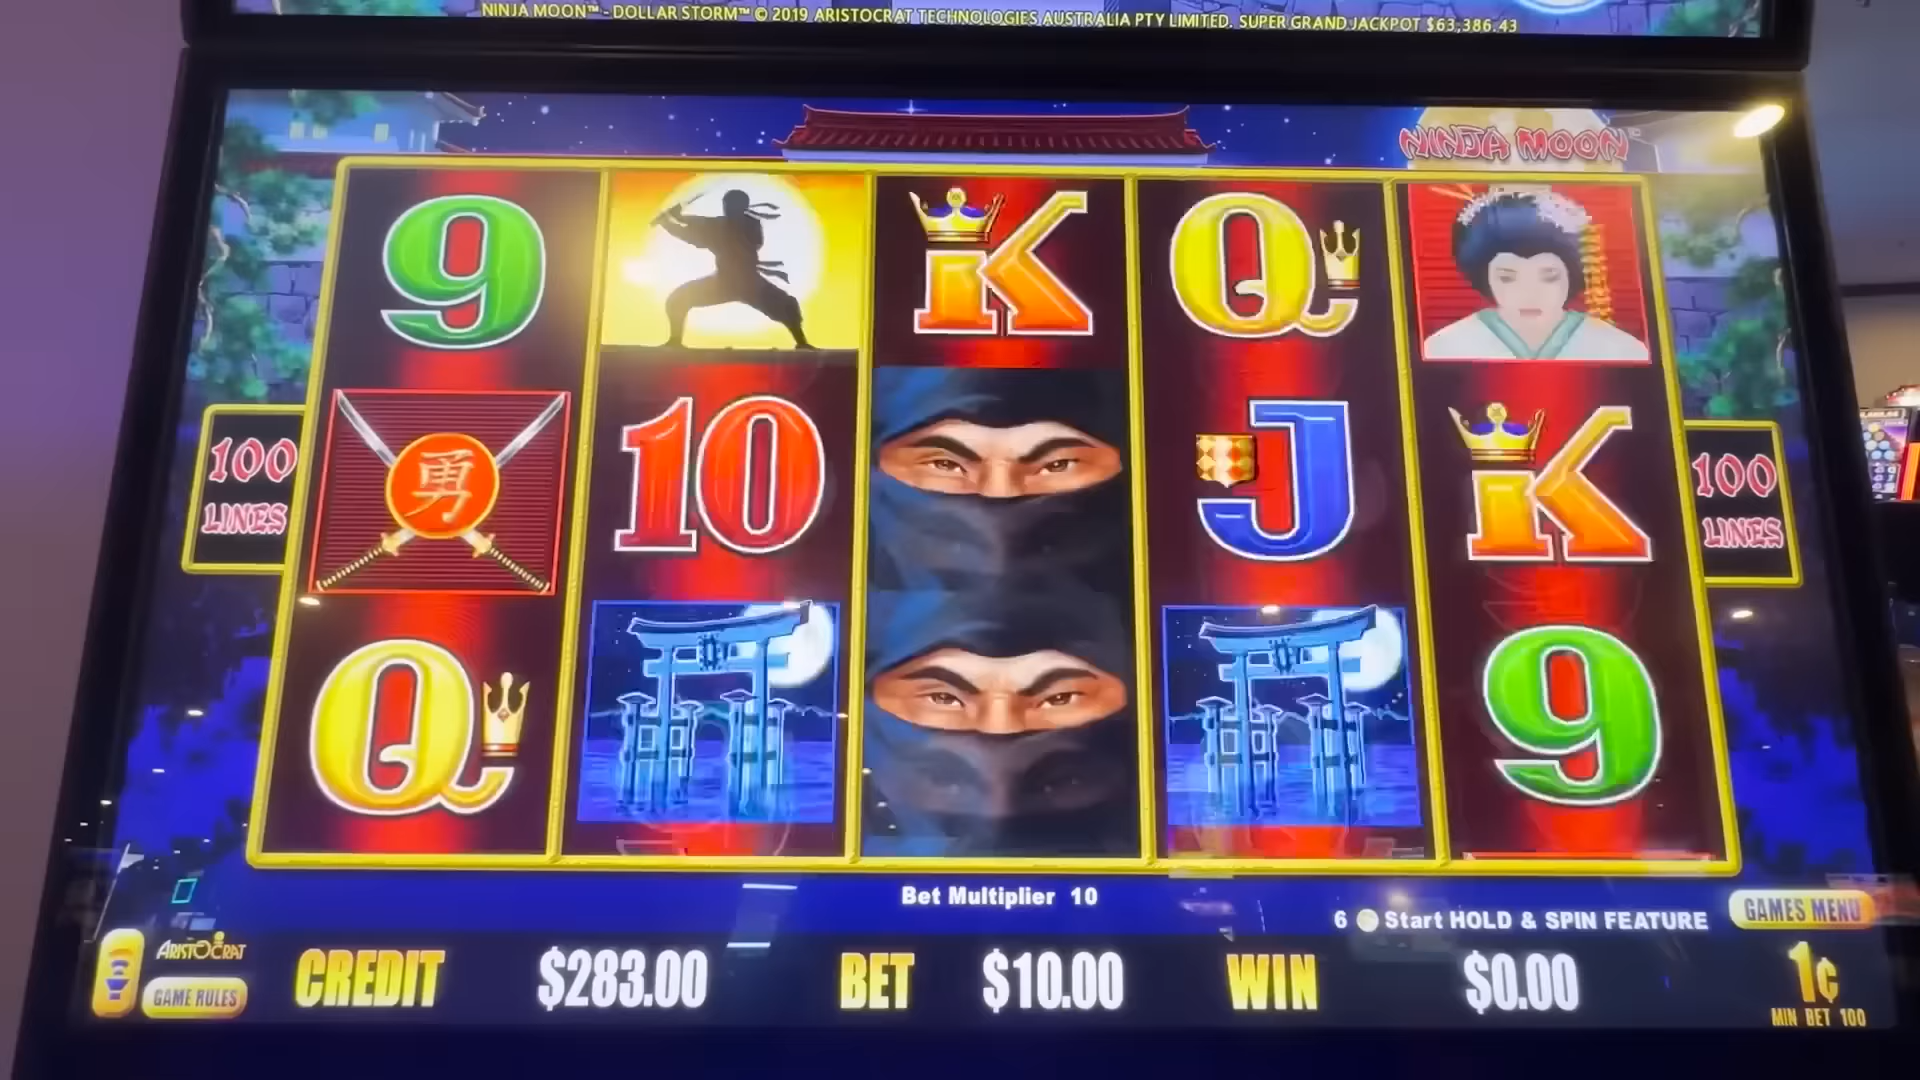 NINJA MOON™ - DOLLAR STORM™ © 2019 ARISTOCRAT TECHNOLOGIES AUSTRALIA PTY LIMITED. SUPER GRAND JACKPOT $63,386.43
NINJA MOON™
9 K Q
100 LINES
勇 10 J K
100 LINES
Q 9
Bet Multiplier 10
6 Start HOLD & SPIN FEATURE
GAMES MENU
ARISTOCRAT
GAME RULES
CREDIT $283.00 BET $10.00 WIN $0.00
1¢
MIN BET 100